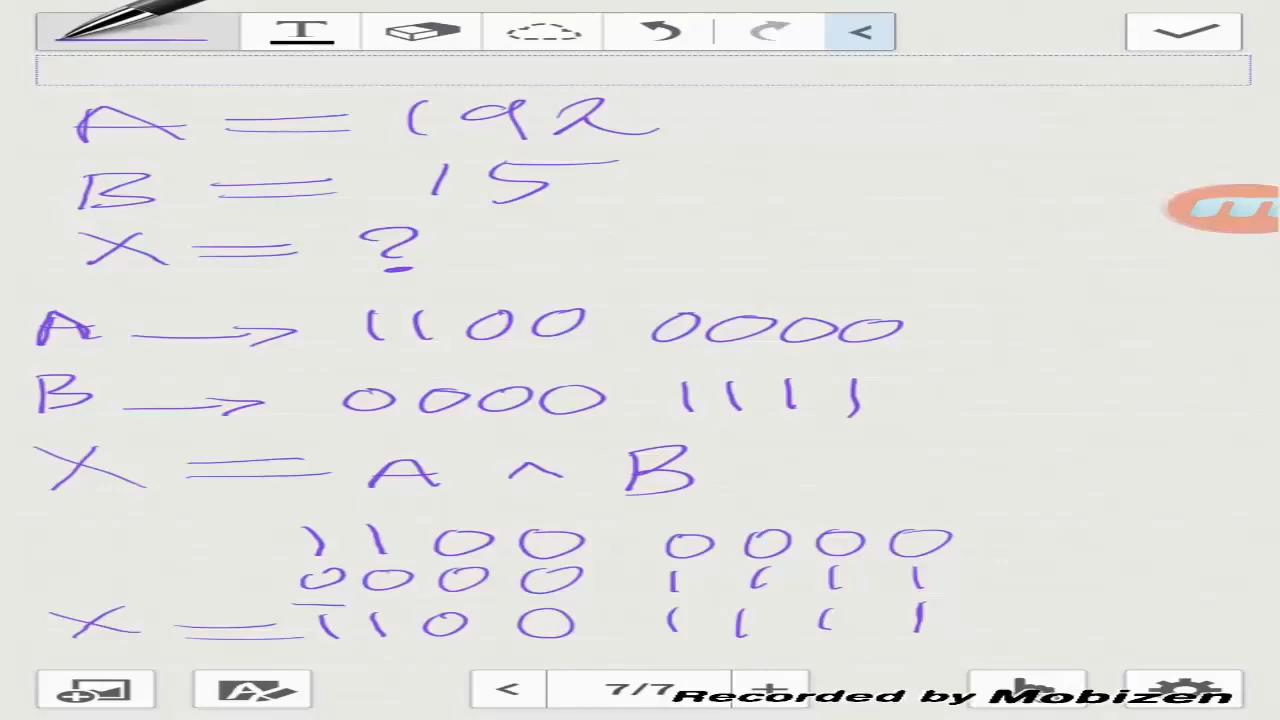 T <
A = 192
B = 15
X = ?
A → 1100 0000
B → 0000 1111
X = A ^ B
1100 0000
0000 1111
X = 1100 1111
A < 7/7 +
Recorded by Mobizen